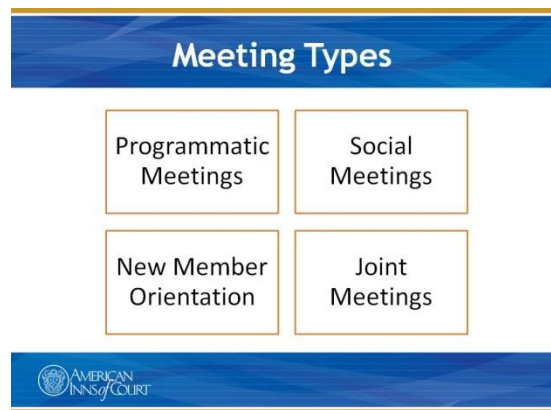 Meeting Types
Programmatic
Meetings
Social
Meetings
New Member
Orientation
Joint
Meetings
AMERICAN
INNS of COURT